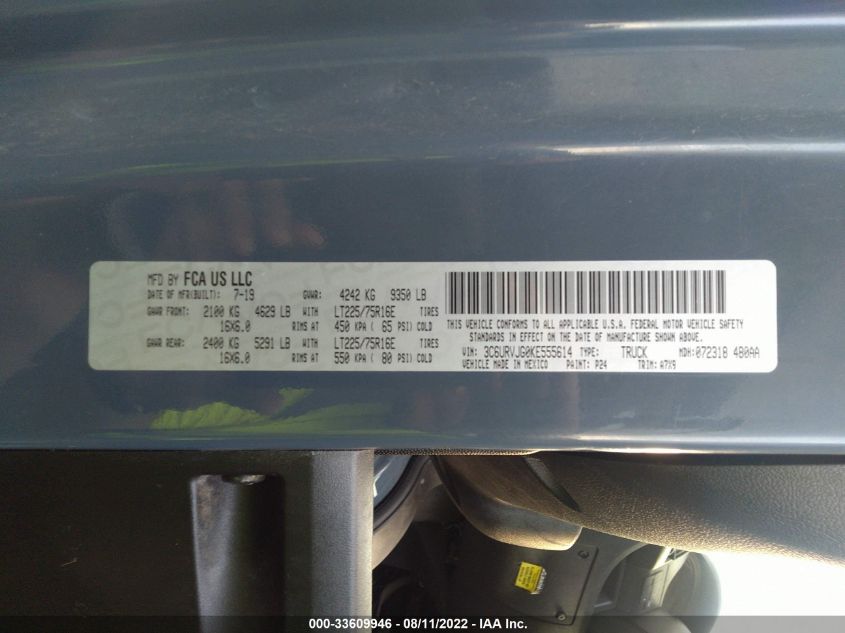 MFD BY FCA US LLC
DATE OF MFR(BUILT): 7-19 GVWR: 4242 KG 9350 LB
GAWR FRONT: 2100 KG 4629 LB WITH LT225/75R16E TIRES
16X6.0 RIMS AT 450 KPA ( 65 PSI) COLD
GAWR REAR: 2400 KG 5291 LB WITH LT225/75R16E TIRES
16X6.0 RIMS AT 550 KPA ( 80 PSI) COLD
THIS VEHICLE CONFORMS TO ALL APPLICABLE U.S.A. FEDERAL MOTOR VEHICLE SAFETY
STANDARDS IN EFFECT ON THE DATE OF MANUFACTURE SHOWN ABOVE.
VIN: 3C6URVJG0KE555614 TYPE: TRUCK MDH: 072318 480AA
VEHICLE MADE IN MEXICO PAINT: P24 TRIM: A7X9
000-33609946 - 08/11/2022 - IAA Inc.